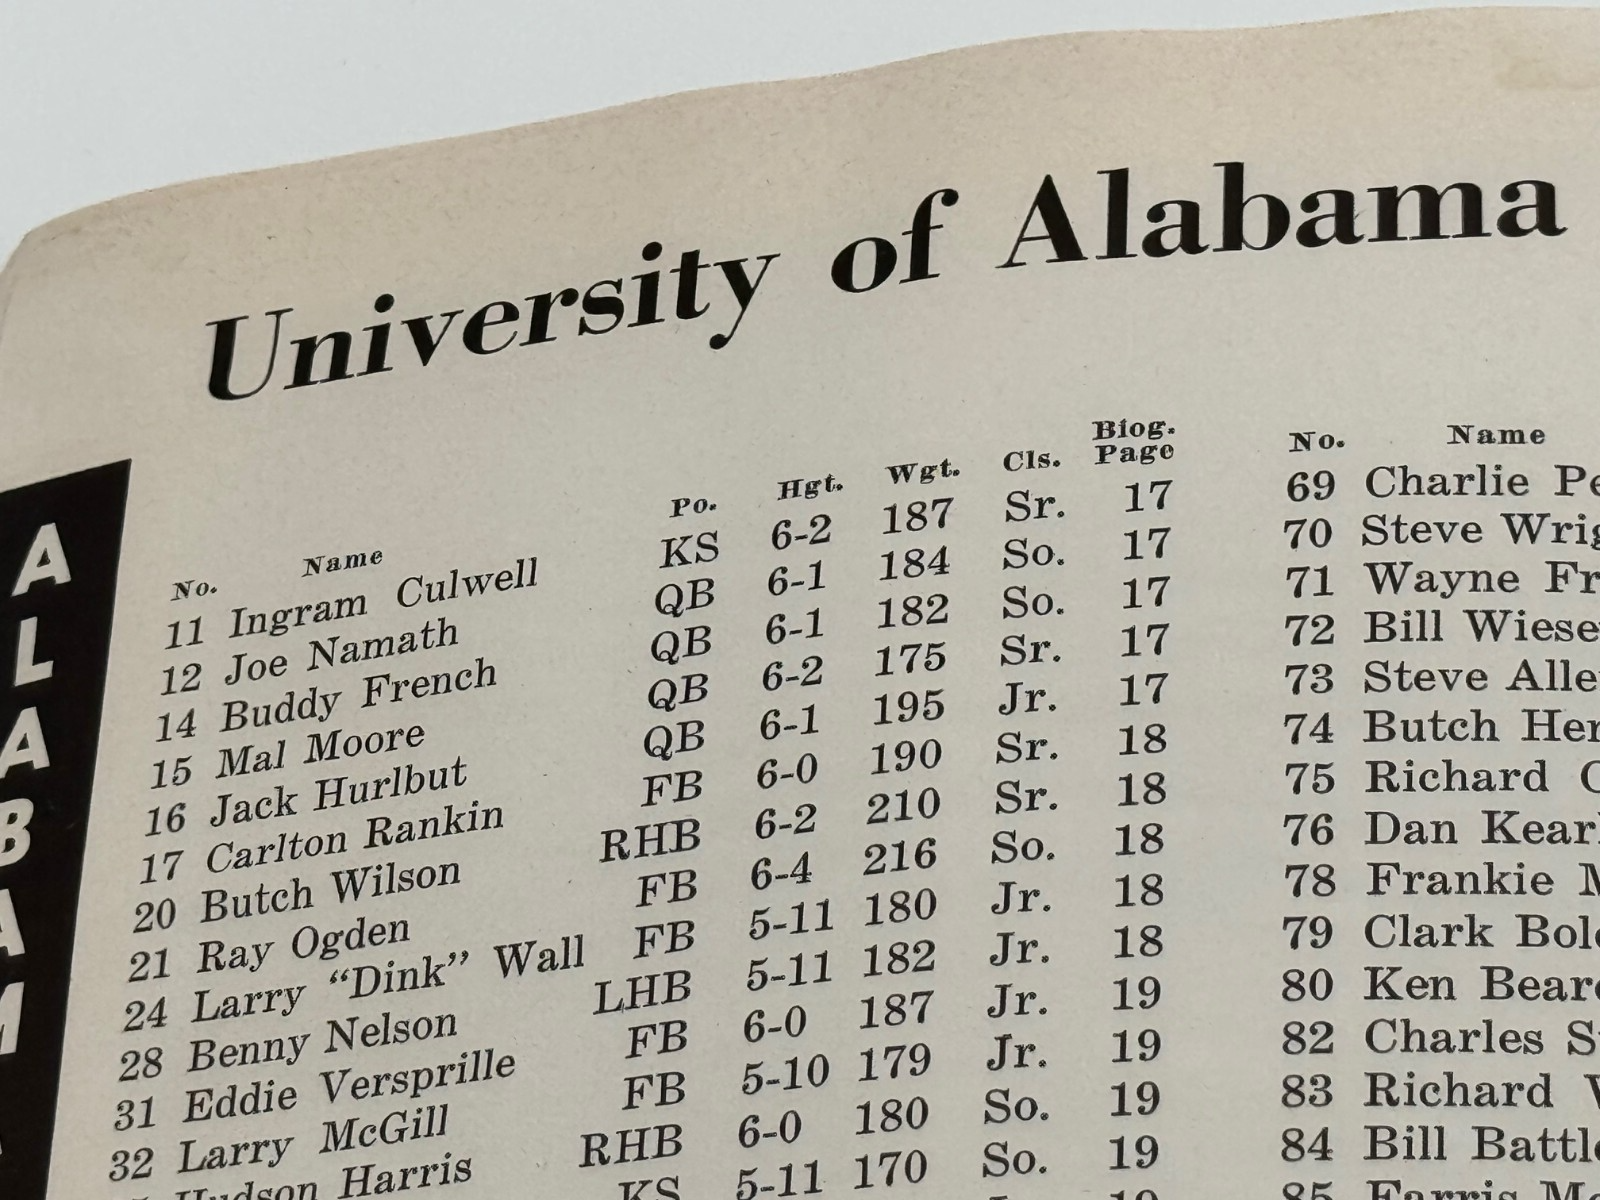 University of Alabama
ALABAM
No. Name Po. Hgt. Wgt. Cls. Biog. Page
11 Ingram Culwell KS 6-2 187 Sr. 17
12 Joe Namath QB 6-1 184 So. 17
14 Buddy French QB 6-1 182 So. 17
15 Mal Moore QB 6-2 175 Sr. 17
16 Jack Hurlbut QB 6-1 195 Jr. 17
17 Carlton Rankin FB 6-0 190 Sr. 18
20 Butch Wilson RHB 6-2 210 Sr. 18
21 Ray Ogden FB 6-4 216 So. 18
24 Larry “Dink” Wall FB 5-11 180 Jr. 18
28 Benny Nelson LHB 5-11 182 Jr. 18
31 Eddie Versprille FB 6-0 187 Jr. 19
32 Larry McGill FB 5-10 179 Jr. 19
Hudson Harris RHB 6-0 180 So. 19
KS 5-11 170 So. 19
No. Name
69 Charlie
70 Steve
71 Wayne
72 Bill
73 Steve
74 Butch
75 Richard
76 Dan
78 Frankie
79 Clark
80 Ken
82 Charles
83 Richard
84 Bill
85 Farris